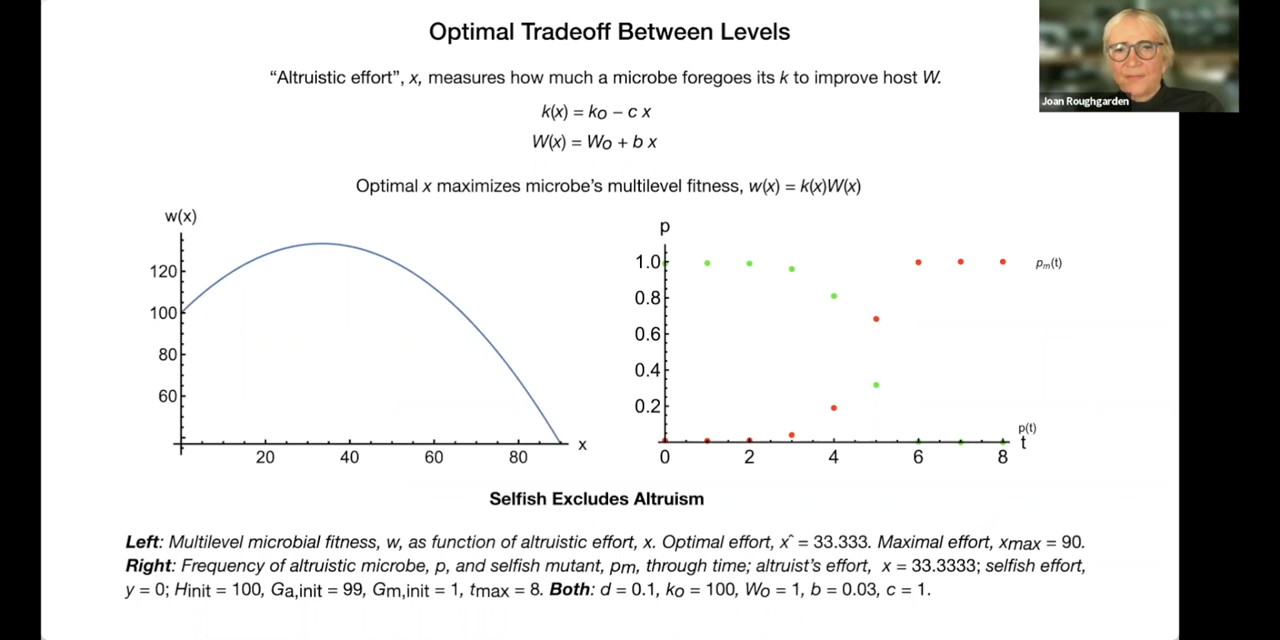 Optimal Tradeoff Between Levels
Joan Roughgarden
“Altruistic effort”, x, measures how much a microbe foregoes its k to improve host W.
k(x) = ko – c x
W(x) = Wo + b x
Optimal x maximizes microbe’s multilevel fitness, w(x) = k(x)W(x)
w(x)
120
100
80
60
20 40 60 80
x
p
1.0
0.8
0.6
0.4
0.2
0 2 4 6 8
pm(t)
p(t)
t
Selfish Excludes Altruism
Left: Multilevel microbial fitness, w, as function of altruistic effort, x. Optimal effort, xˆ = 33.333. Maximal effort, xmax = 90.
Right: Frequency of altruistic microbe, p, and selfish mutant, pm, through time; altruist’s effort, x = 33.3333; selfish effort,
y = 0; Hinit = 100, Ga,init = 99, Gm,init = 1, tmax = 8. Both: d = 0.1, ko = 100, Wo = 1, b = 0.03, c = 1.